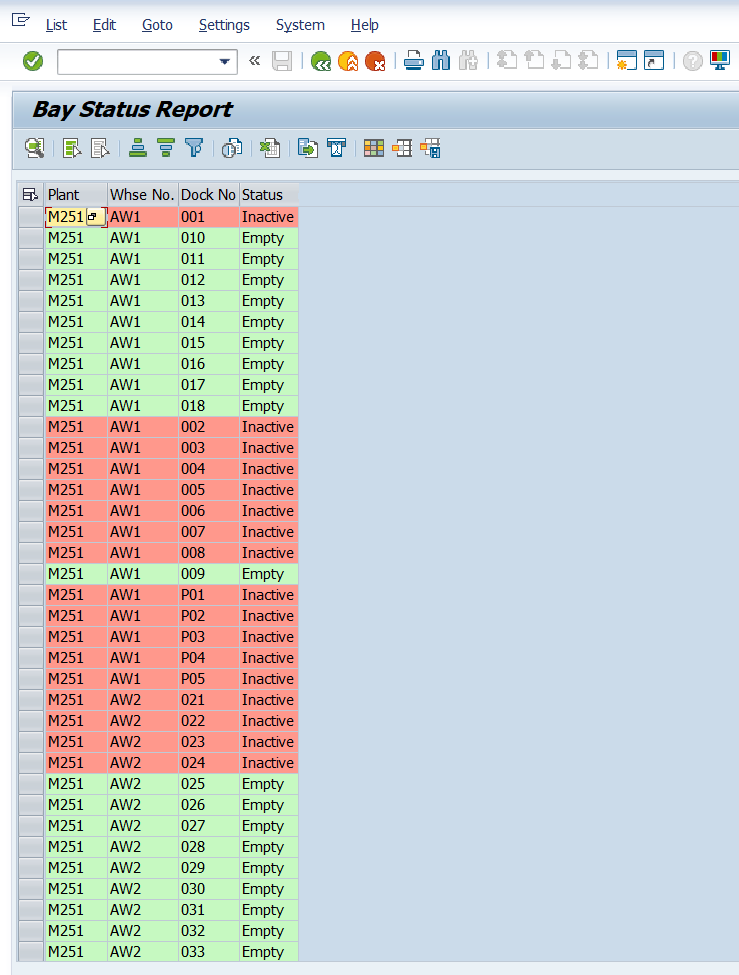 List Edit Goto Settings System Help
Bay Status Report
Plant Whse No. Dock No Status
M251 AW1 001 Inactive
M251 AW1 010 Empty
M251 AW1 011 Empty
M251 AW1 012 Empty
M251 AW1 013 Empty
M251 AW1 014 Empty
M251 AW1 015 Empty
M251 AW1 016 Empty
M251 AW1 017 Empty
M251 AW1 018 Empty
M251 AW1 002 Inactive
M251 AW1 003 Inactive
M251 AW1 004 Inactive
M251 AW1 005 Inactive
M251 AW1 006 Inactive
M251 AW1 007 Inactive
M251 AW1 008 Inactive
M251 AW1 009 Empty
M251 AW1 P01 Inactive
M251 AW1 P02 Inactive
M251 AW1 P03 Inactive
M251 AW1 P04 Inactive
M251 AW1 P05 Inactive
M251 AW2 021 Inactive
M251 AW2 022 Inactive
M251 AW2 023 Inactive
M251 AW2 024 Inactive
M251 AW2 025 Empty
M251 AW2 026 Empty
M251 AW2 027 Empty
M251 AW2 028 Empty
M251 AW2 029 Empty
M251 AW2 030 Empty
M251 AW2 031 Empty
M251 AW2 032 Empty
M251 AW2 033 Empty